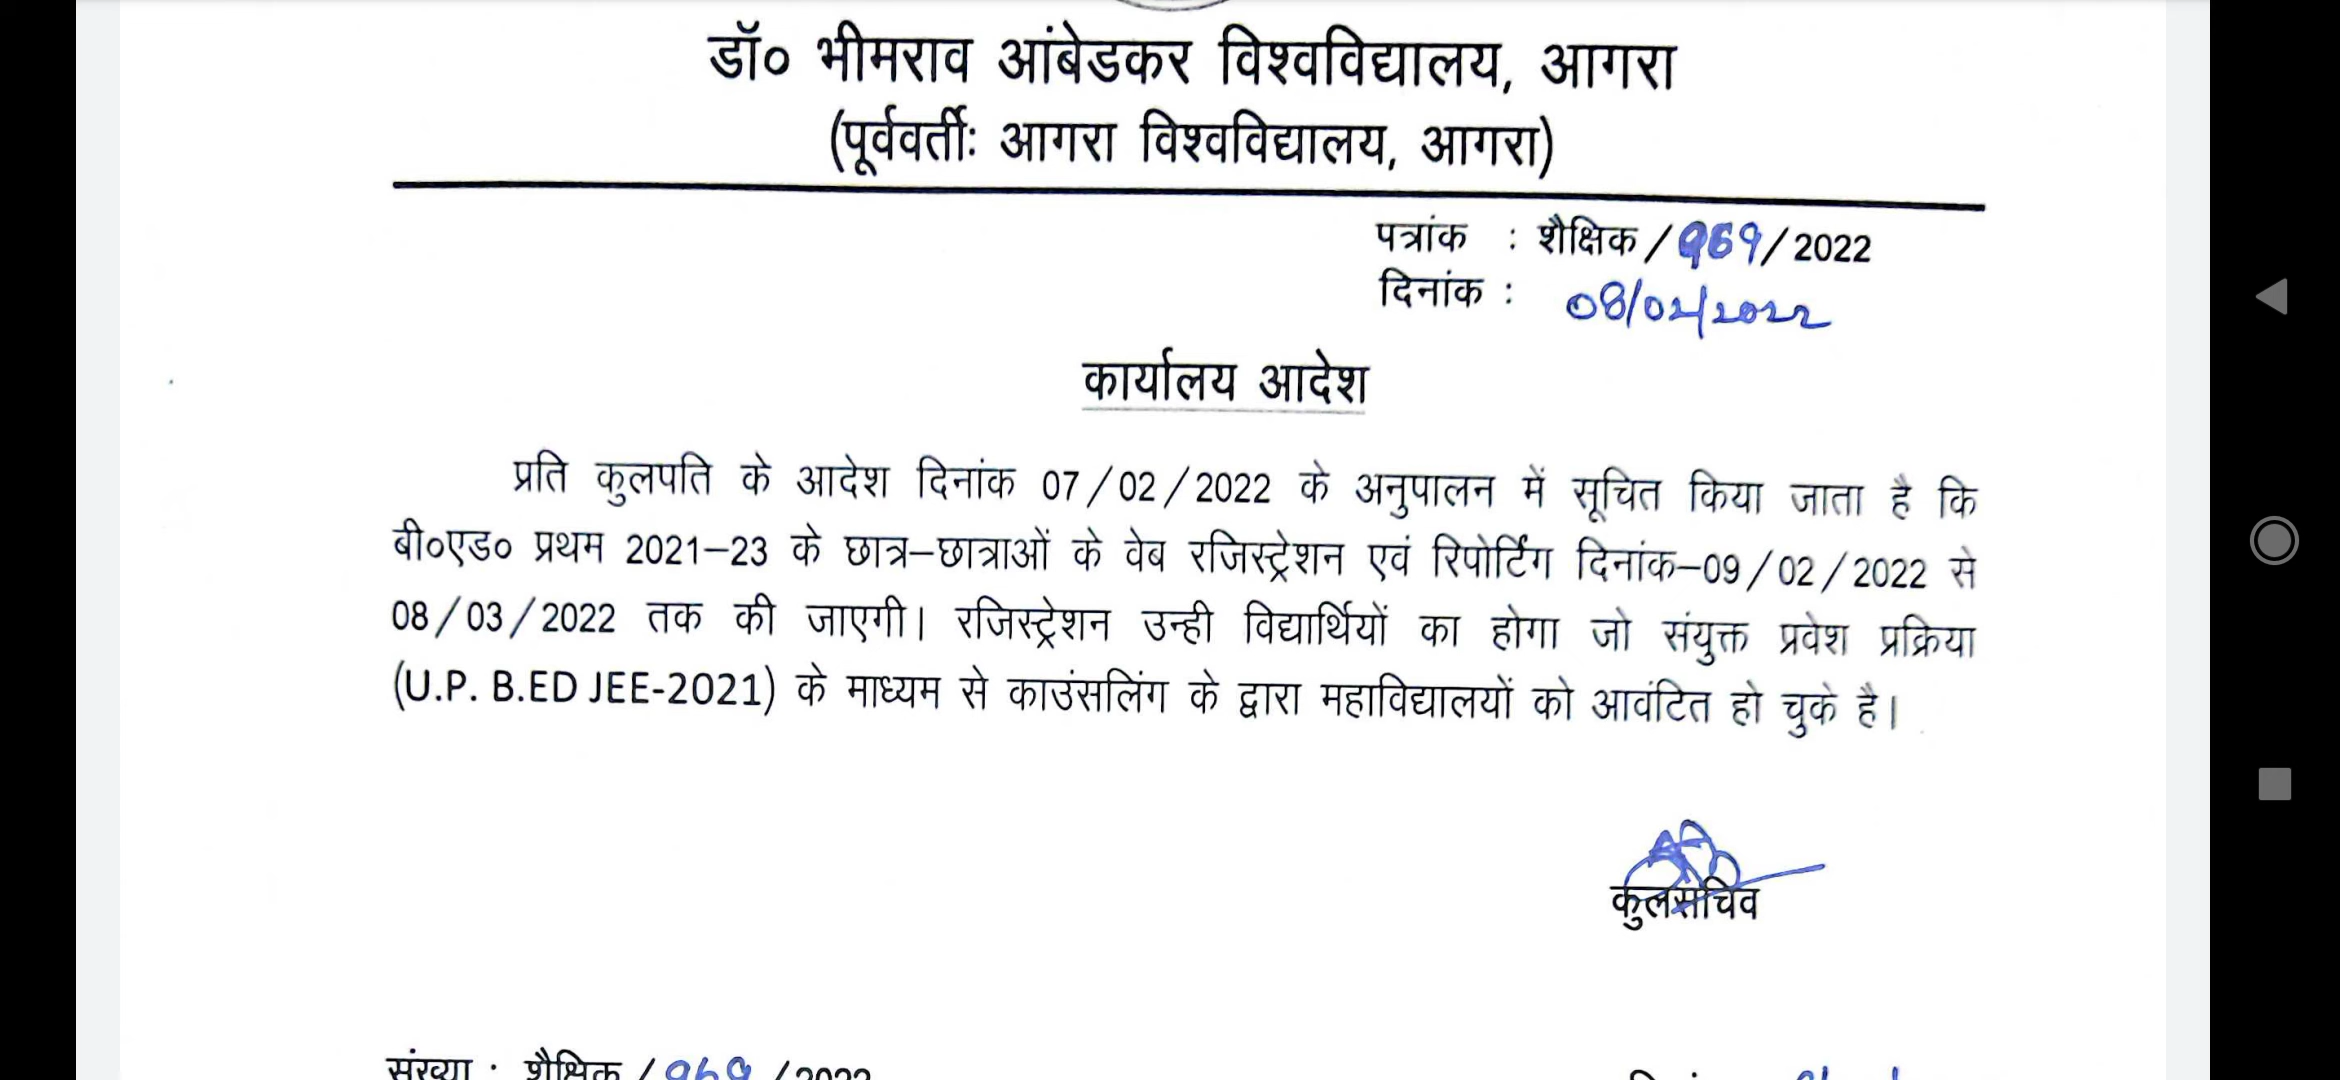 डॉ० भीमराव आंबेडकर विश्वविद्यालय, आगरा
(पूर्ववर्तीः आगरा विश्वविद्यालय, आगरा)
पत्रांक : शैक्षिक /969/2022
दिनांक : 08/02/2022
कार्यालय आदेश
प्रति कुलपति के आदेश दिनांक 07/02/2022 के अनुपालन में सूचित किया जाता है कि
बी०एड० प्रथम 2021-23 के छात्र-छात्राओं के वेब रजिस्ट्रेशन एवं रिपोर्टिंग दिनांक-09/02/2022 से
08/03/2022 तक की जाएगी। रजिस्ट्रेशन उन्ही विद्यार्थियों का होगा जो संयुक्त प्रवेश प्रक्रिया
(U.P. B.ED JEE-2021) के माध्यम से काउंसलिंग के द्वारा महाविद्यालयों को आवंटित हो चुके है।
कुलसचिव
संख्या : शैक्षिक /969 /2022